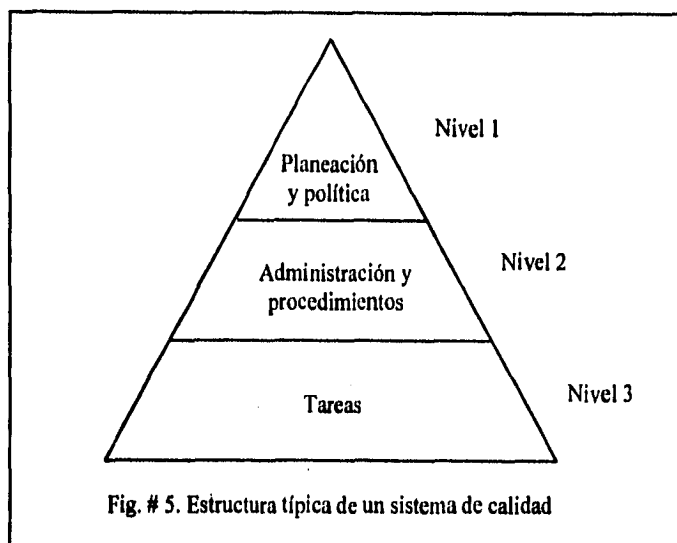 Nivel 1
Planeación
y política
Nivel 2
Administración y
procedimientos
Nivel 3
Tareas
Fig. # 5. Estructura típica de un sistema de calidad